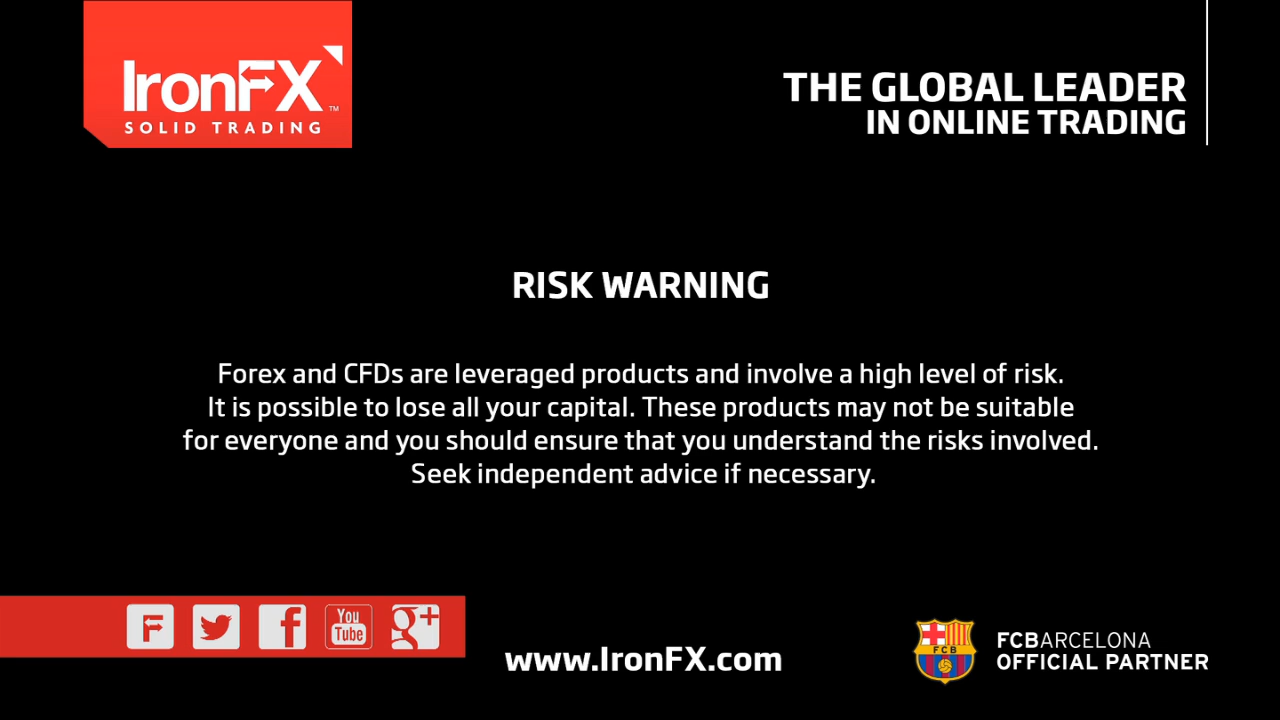 IronFX™
SOLID TRADING
THE GLOBAL LEADER
IN ONLINE TRADING
RISK WARNING
Forex and CFDs are leveraged products and involve a high level of risk.
It is possible to lose all your capital. These products may not be suitable
for everyone and you should ensure that you understand the risks involved.
Seek independent advice if necessary.
F
f
You
Tube
g+
www.IronFX.com
FCB
FCBARCELONA
OFFICIAL PARTNER